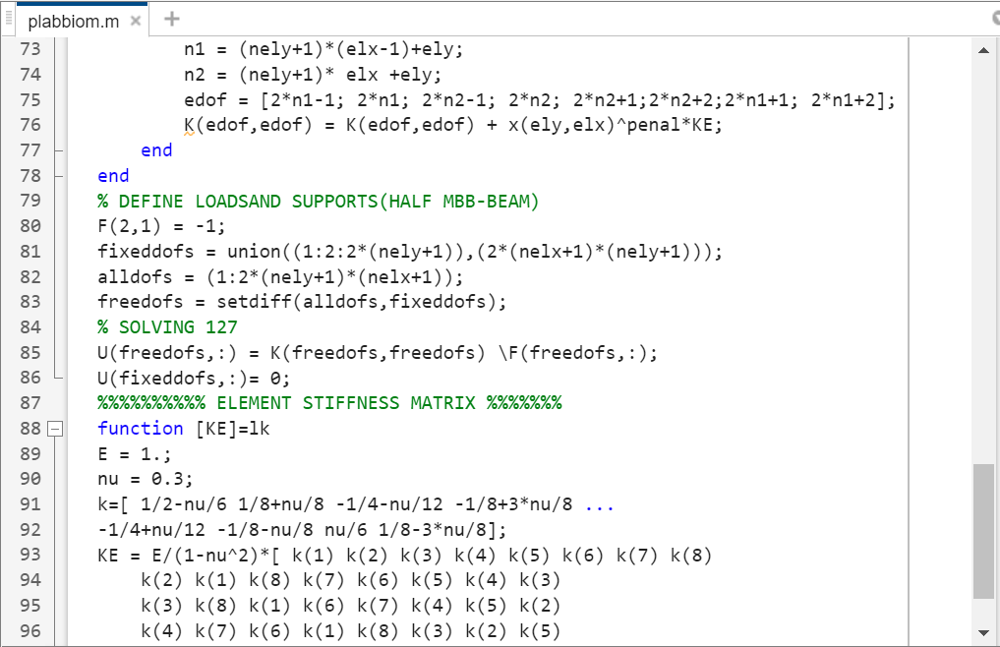 plabbiom.m × +
73 n1 = (nely+1)*(elx-1)+ely;
74 n2 = (nely+1)* elx +ely;
75 edof = [2*n1-1; 2*n1; 2*n2-1; 2*n2; 2*n2+1;2*n2+2;2*n1+1; 2*n1+2];
76 K(edof,edof) = K(edof,edof) + x(ely,elx)^penal*KE;
77 end
78 end
79 % DEFINE LOADSAND SUPPORTS(HALF MBB-BEAM)
80 F(2,1) = -1;
81 fixeddofs = union((1:2:2*(nely+1)),(2*(nelx+1)*(nely+1)));
82 alldofs = (1:2*(nely+1)*(nelx+1));
83 freedofs = setdiff(alldofs,fixeddofs);
84 % SOLVING 127
85 U(freedofs,:) = K(freedofs,freedofs) \F(freedofs,:);
86 U(fixeddofs,:)= 0;
87 %%%%%%%%%% ELEMENT STIFFNESS MATRIX %%%%%%%
88 function [KE]=lk
89 E = 1.;
90 nu = 0.3;
91 k=[ 1/2-nu/6 1/8+nu/8 -1/4-nu/12 -1/8+3*nu/8 ...
92 -1/4+nu/12 -1/8-nu/8 nu/6 1/8-3*nu/8];
93 KE = E/(1-nu^2)*[ k(1) k(2) k(3) k(4) k(5) k(6) k(7) k(8)
94 k(2) k(1) k(8) k(7) k(6) k(5) k(4) k(3)
95 k(3) k(8) k(1) k(6) k(7) k(4) k(5) k(2)
96 k(4) k(7) k(6) k(1) k(8) k(3) k(2) k(5)